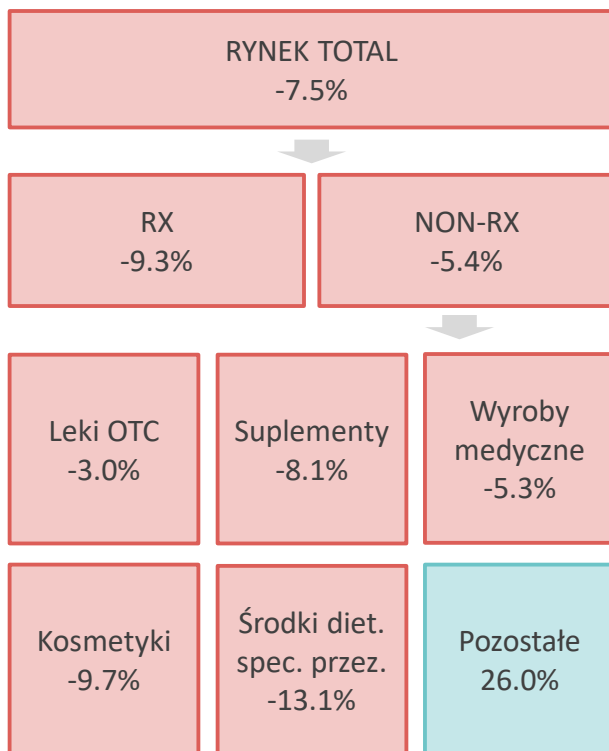 RYNEK TOTAL
-7.5%
RX
-9.3%
NON-RX
-5.4%
Leki OTC
-3.0%
Suplementy
-8.1%
Wyroby
medyczne
-5.3%
Kosmetyki
-9.7%
Środki diet.
spec. przez.
-13.1%
Pozostałe
26.0%